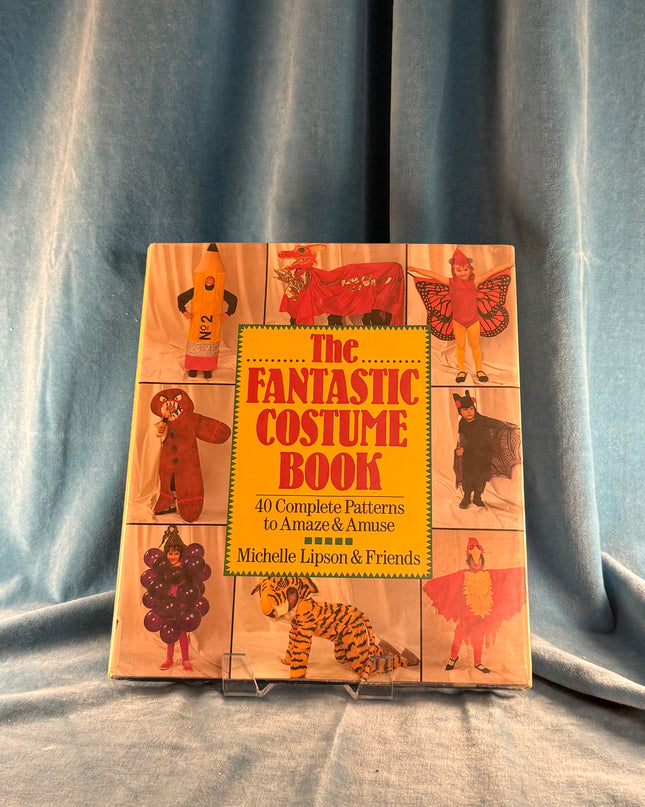 Nº2
The
FANTASTIC
COSTUME
BOOK
40 Complete Patterns
to Amaze & Amuse
Michelle Lipson & Friends